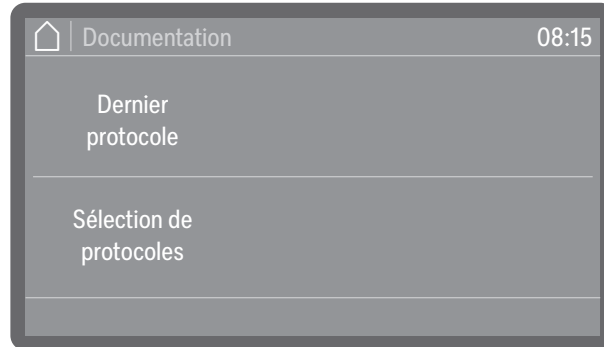 Documentation 08:15
Dernier
protocole
Sélection de
protocoles